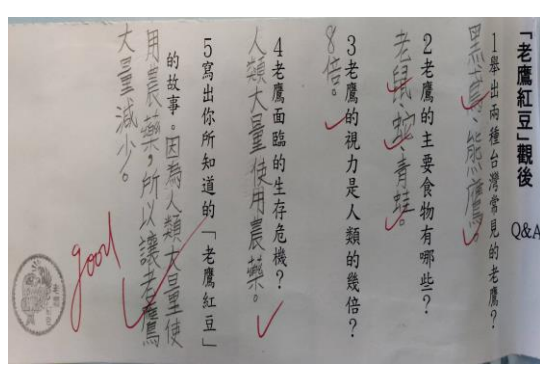 「老鷹紅豆」觀後 Q&A
1舉出兩種台灣常見的老鷹？
黑鳶、熊鷹。
2老鷹的主要食物有哪些？
老鼠、蛇、青蛙。
3老鷹的視力是人類的幾倍？
8倍。
4老鷹面臨的生存危機？
人類大量使用農藥。
5寫出你所知道的「老鷹紅豆」
的故事。因為人類大量使
用農藥，所以讓老鷹
大量減少。
good